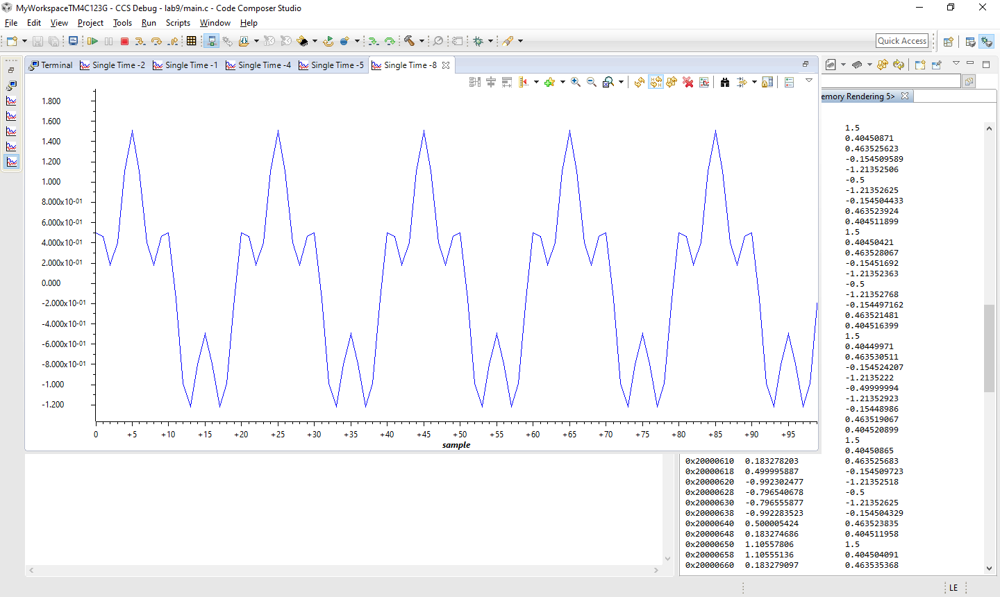 MyWorkspaceTM4C123G - CCS Debug - lab9/main.c - Code Composer Studio
File Edit View Project Tools Run Scripts Window Help
Quick Access
Terminal Single Time -2 Single Time -1 Single Time -4 Single Time -5 Single Time -8
emory Rendering 5>
1.800
1.600
1.400
1.200
1.000
8.000x10-01
6.000x10-01
4.000x10-01
2.000x10-01
0.000
-2.000x10-01
-4.000x10-01
-6.000x10-01
-8.000x10-01
-1.000
-1.200
0 +5 +10 +15 +20 +25 +30 +35 +40 +45 +50 +55 +60 +65 +70 +75 +80 +85 +90 +95
sample
1.5
0.40450871
0.463525623
-0.154509589
-1.21352506
-0.5
-1.21352625
-0.154504433
0.463523924
0.404511899
1.5
0.40450421
0.463528067
-0.15451692
-1.21352363
-0.5
-1.21352768
-0.154497162
0.463521481
0.404516399
1.5
0.40449971
0.463530511
-0.154524207
-1.2135222
-0.49999994
-1.21352923
-0.15448986
0.463519067
0.404520899
1.5
0.40450865
0x20000610 0.183278203 0.463525683
0x20000618 0.499995887 -0.154509723
0x20000620 -0.992302477 -1.21352518
0x20000628 -0.796540678 -0.5
0x20000630 -0.796555877 -1.21352625
0x20000638 -0.992283523 -0.154504329
0x20000640 0.500005424 0.463523835
0x20000648 0.183274686 0.404511958
0x20000650 1.10557806 1.5
0x20000658 1.10555136 0.404504091
0x20000660 0.183279097 0.463535368
LE